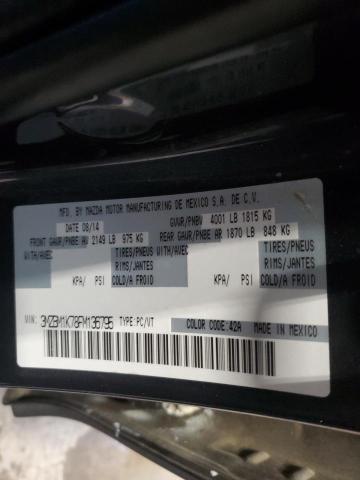 MFD. BY MAZDA MOTOR MANUFACTURING DE MEXICO S.A. DE C.V.
DATE 08/14 GVWR/PNBV 4001 LB 1815 KG
FRONT GAWR/PNBE AV 2149 LB 975 KG REAR GAWR/PNBE AR 1870 LB 848 KG
WITH/AVEC TIRES/PNEUS WITH/AVEC TIRES/PNEUS
RIMS/JANTES RIMS/JANTES
KPA/ PSI COLD/A FROID KPA/ PSI COLD/A FROID
VIN: 3MZBM1K78FM136795 TYPE:PC/VT
COLOR CODE:42A MADE IN MEXICO